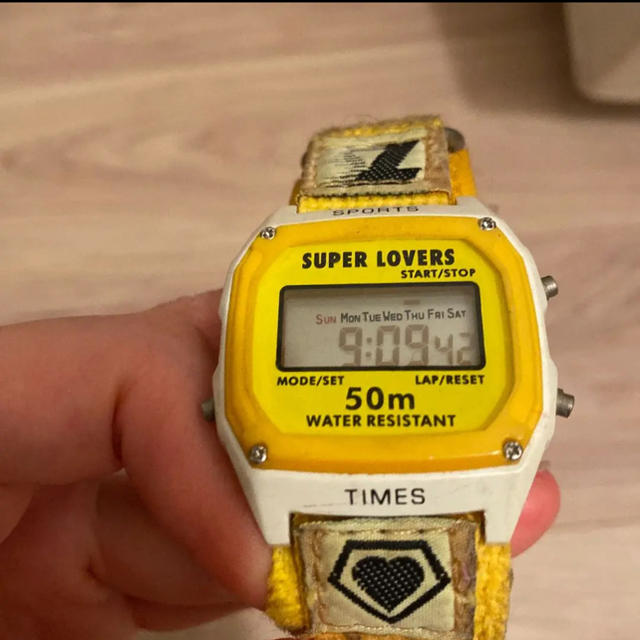 SPORTS
SUPER LOVERS
START/STOP
SUN MON TUE WED THU FRI SAT
9:09 42
MODE/SET LAP/RESET
50m
WATER RESISTANT
TIMES